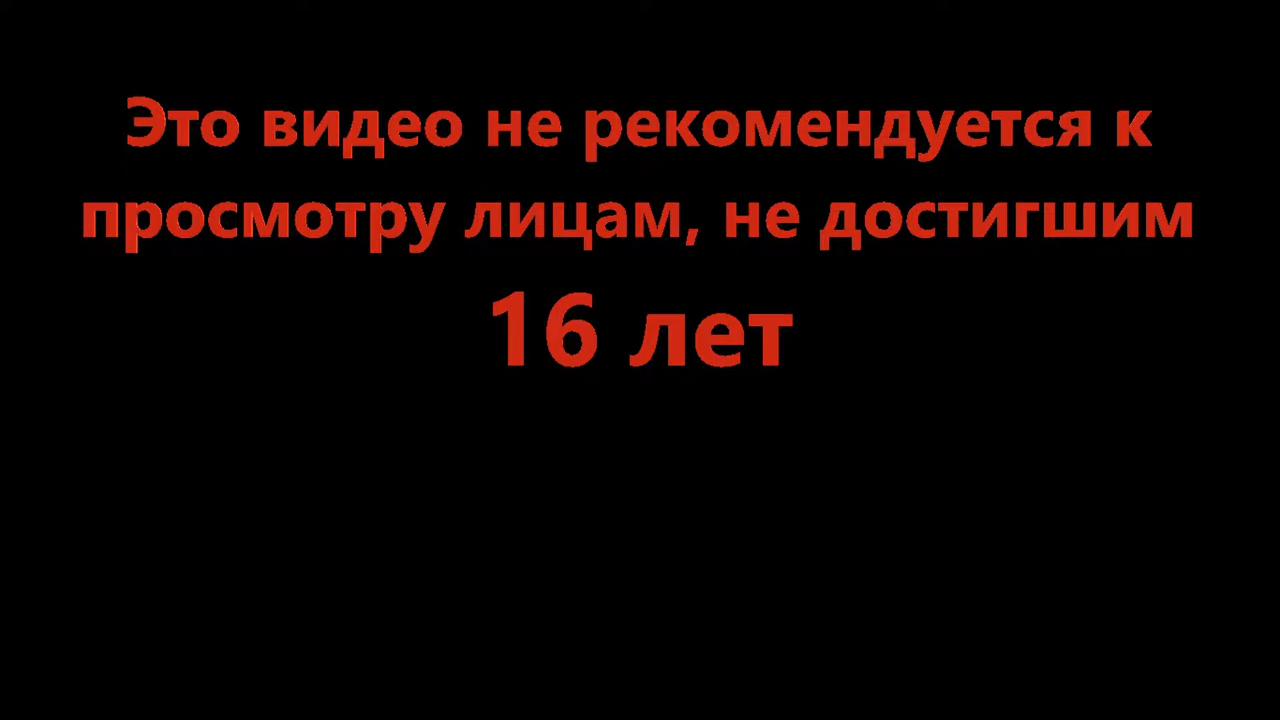 Это видео не рекомендуется к
просмотру лицам, не достигшим
16 лет